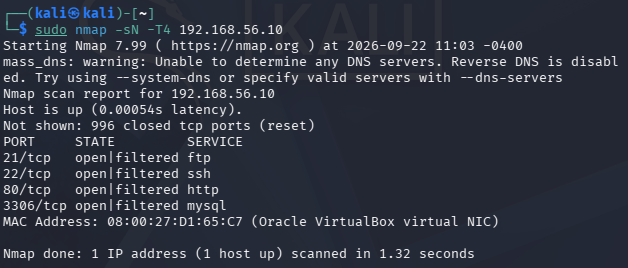 ┌──(kali㉿kali)-[~]
└─$ sudo nmap -sN -T4 192.168.56.10
Starting Nmap 7.99 ( https://nmap.org ) at 2026-09-22 11:03 -0400
mass_dns: warning: Unable to determine any DNS servers. Reverse DNS is disabl
ed. Try using --system-dns or specify valid servers with --dns-servers
Nmap scan report for 192.168.56.10
Host is up (0.00054s latency).
Not shown: 996 closed tcp ports (reset)
PORT     STATE         SERVICE
21/tcp   open|filtered ftp
22/tcp   open|filtered ssh
80/tcp   open|filtered http
3306/tcp open|filtered mysql
MAC Address: 08:00:27:D1:65:C7 (Oracle VirtualBox virtual NIC)

Nmap done: 1 IP address (1 host up) scanned in 1.32 seconds